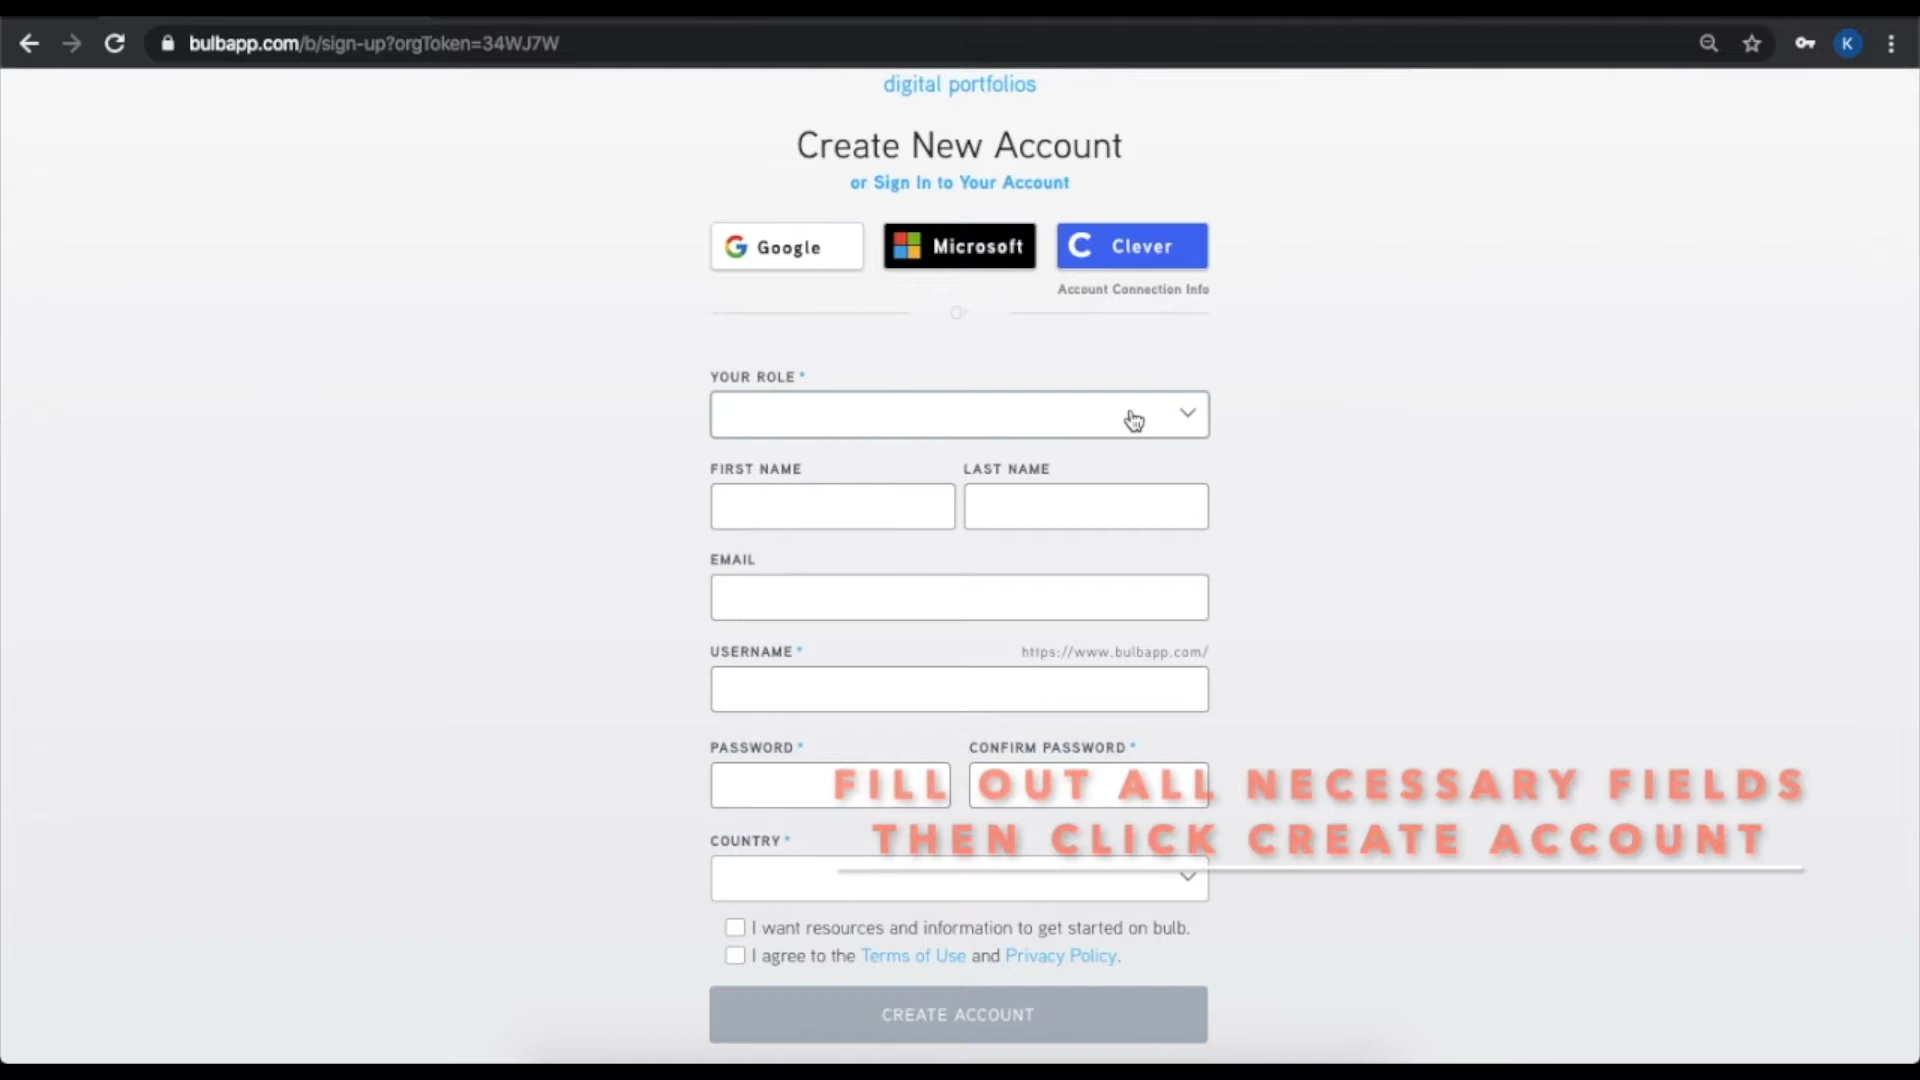 bulbapp.com/b/sign-up?orgToken=34WJ7W
K
digital portfolios
Create New Account
or Sign In to Your Account
Google
Microsoft
C Clever
Account Connection Info
Or
YOUR ROLE *
FIRST NAME
LAST NAME
EMAIL
USERNAME *
https://www.bulbapp.com/
PASSWORD *
CONFIRM PASSWORD *
FILL OUT ALL NECESSARY FIELDS
THEN CLICK CREATE ACCOUNT
COUNTRY *
I want resources and information to get started on bulb.
I agree to the Terms of Use and Privacy Policy.
CREATE ACCOUNT